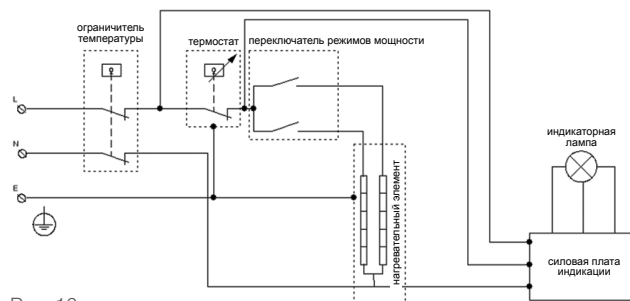 ограничитель
температуры
термостат
переключатель режимов мощности
L
N
E
нагревательный элемент
индикаторная
лампа
силовая плата
индикации